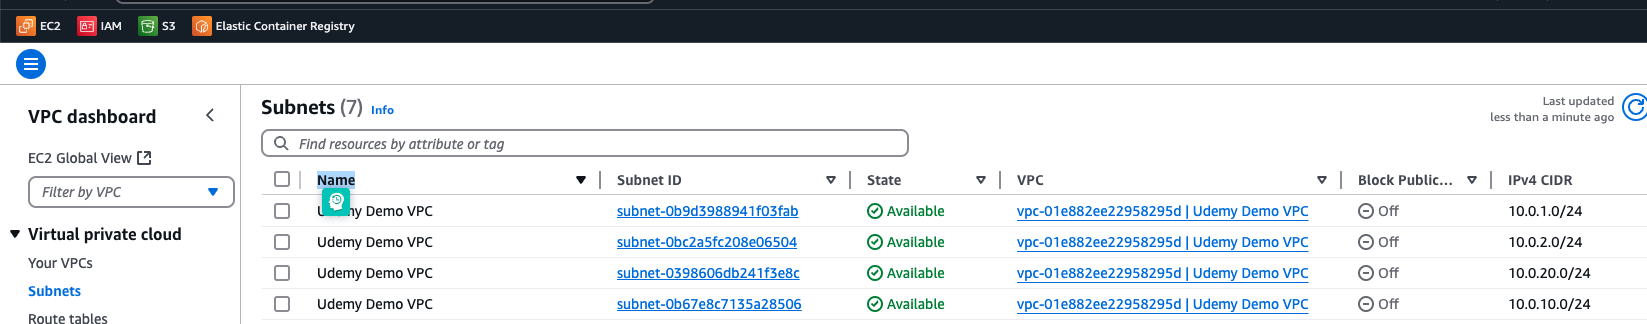 EC2 IAM S3 Elastic Container Registry
VPC dashboard
EC2 Global View
Filter by VPC
Virtual private cloud
Your VPCs
Subnets
Route tables
Subnets (7) Info
Last updated
less than a minute ago
Find resources by attribute or tag
Name Subnet ID State VPC Block Public... IPv4 CIDR
Udemy Demo VPC subnet-0b9d3988941f03fab Available vpc-01e882ee22958295d | Udemy Demo VPC Off 10.0.1.0/24
Udemy Demo VPC subnet-0bc2a5fc208e06504 Available vpc-01e882ee22958295d | Udemy Demo VPC Off 10.0.2.0/24
Udemy Demo VPC subnet-0398606db241f3e8c Available vpc-01e882ee22958295d | Udemy Demo VPC Off 10.0.20.0/24
Udemy Demo VPC subnet-0b67e8c7135a28506 Available vpc-01e882ee22958295d | Udemy Demo VPC Off 10.0.10.0/24